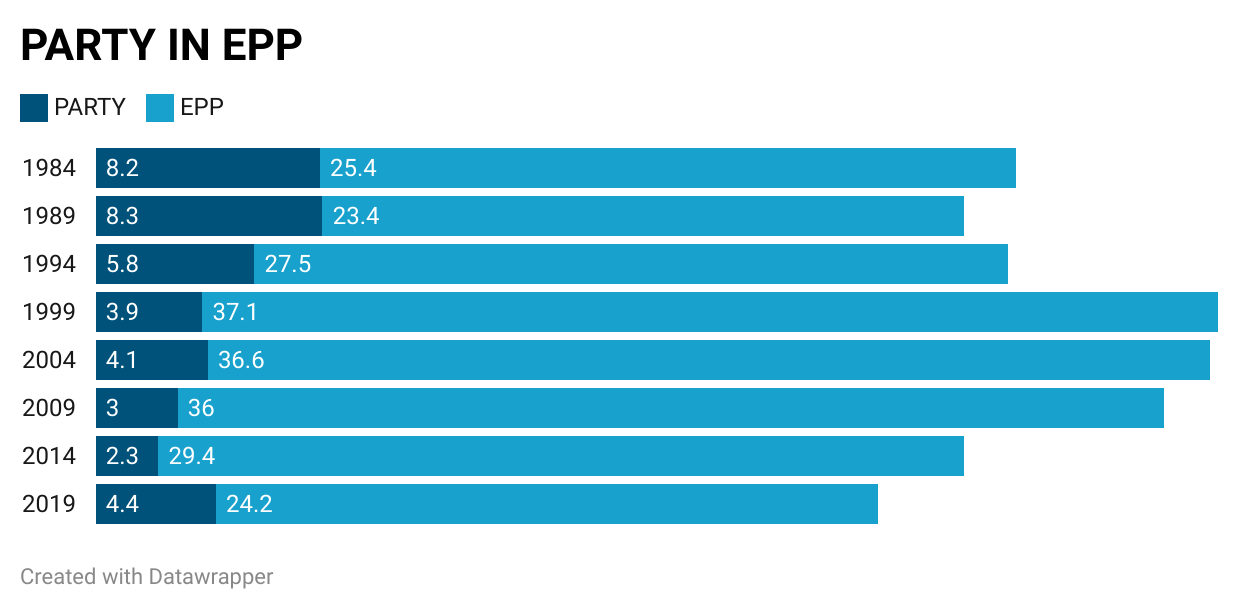 PARTY IN EPP
PARTY EPP
1984 8.2 25.4
1989 8.3 23.4
1994 5.8 27.5
1999 3.9 37.1
2004 4.1 36.6
2009 3 36
2014 2.3 29.4
2019 4.4 24.2
Created with Datawrapper